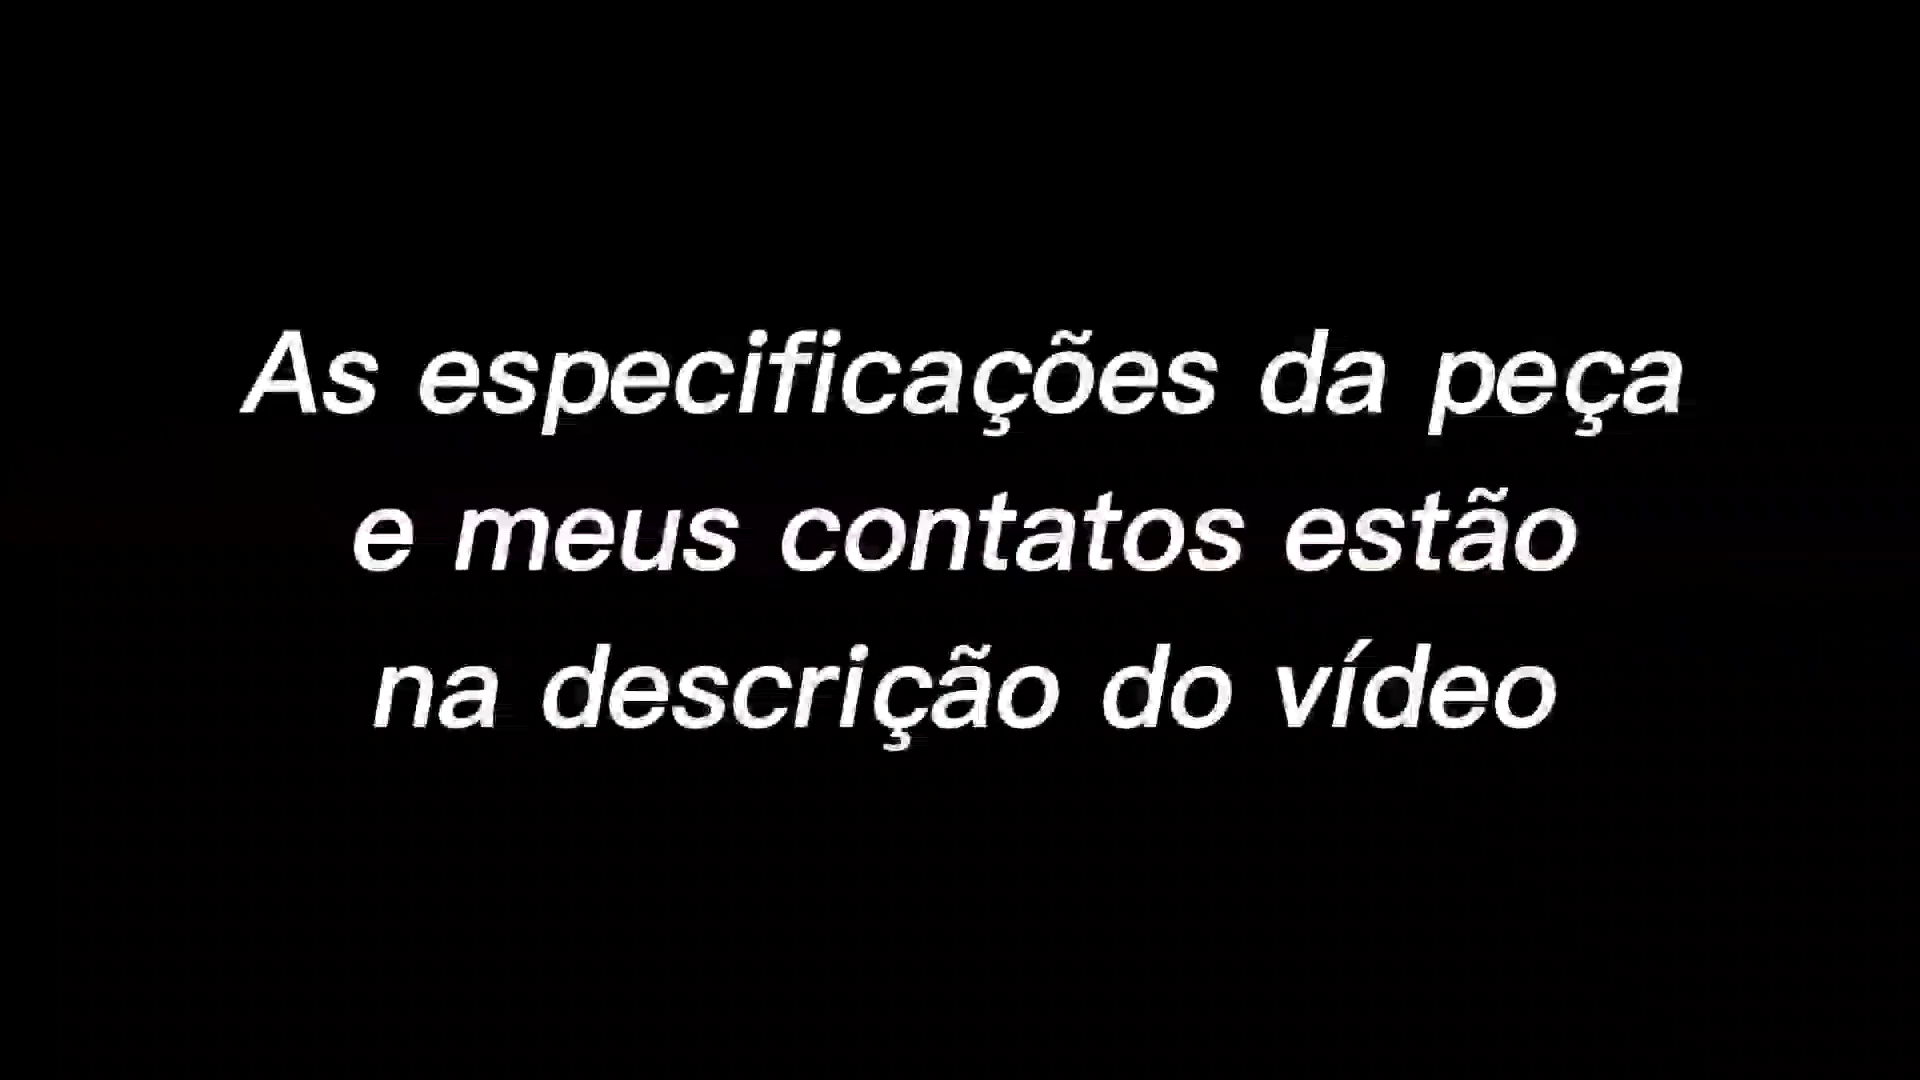 As especificações da peça
e meus contatos estão
na descrição do vídeo